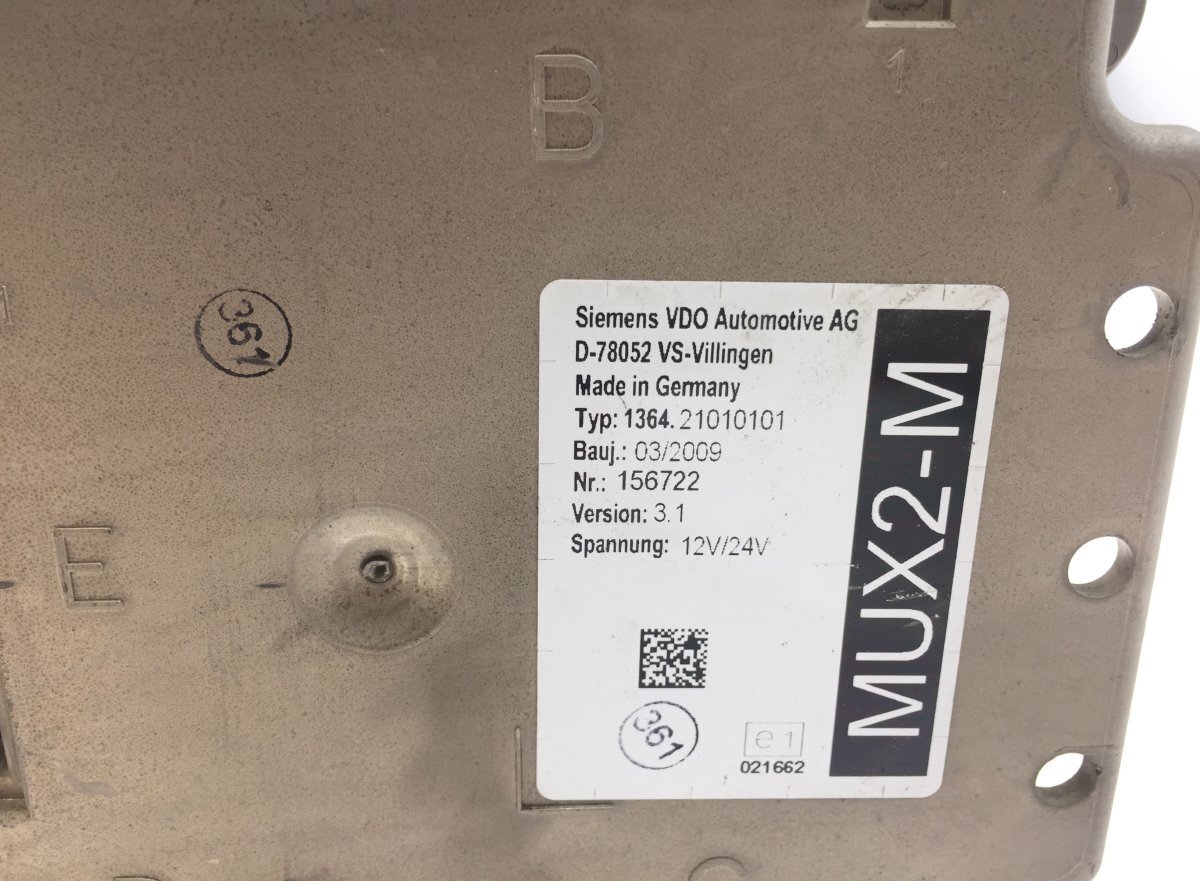 B
1
1
361
Siemens VDO Automotive AG
D-78052 VS-Villingen
Made in Germany
Typ: 1364.21010101
Bauj.: 03/2009
Nr.: 156722
Version: 3.1
Spannung: 12V/24V
MUX2-M
E
361
e1
021662